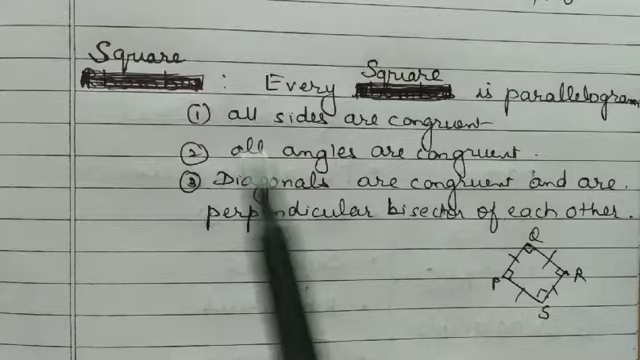 Square
: Every Square is parallelogram
① all sides are congruent
② all angles are congruent.
③ Diagonals are congruent and are
perpendicular bisector of each other.
Q
P R
S